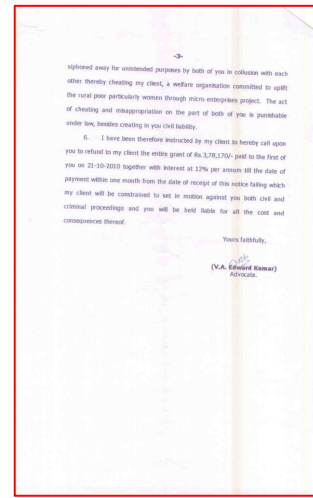 -3-
siphoned away for unintended purposes by both of you in collusion with each
other thereby cheating my client, a welfare organisation committed to uplift
the rural poor particularly women through micro enterprises project. The act
of cheating and misappropriation on the part of both of you is punishable
under law, besides creating in you civil liability.
6. I have been therefore instructed by my client to hereby call upon
you to refund to my client the entire grant of Rs.3,78,170/- paid to the first of
you on 21-10-2010 together with interest at 12% per annum till the date of
payment within one month from the date of receipt of this notice failing which
my client will be constrained to set in motion against you both civil and
criminal proceedings and you will be held liable for all the cost and
consequences thereof.
Yours faithfully,
(V.A. Edward Kumar)
Advocate.